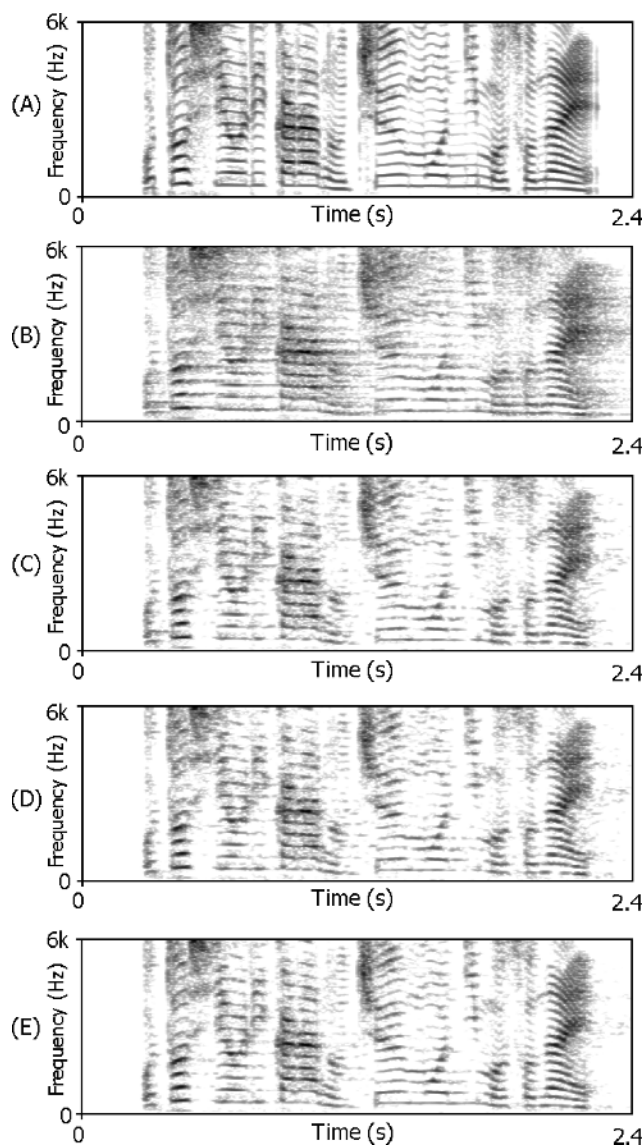 6k
(A)
Frequency (Hz)
0
0
Time (s)
2.4
6k
(B)
Frequency (Hz)
0
0
Time (s)
2.4
6k
(C)
Frequency (Hz)
0
0
Time (s)
2.4
6k
(D)
Frequency (Hz)
0
0
Time (s)
2.4
6k
(E)
Frequency (Hz)
0
0
Time (s)
2.4